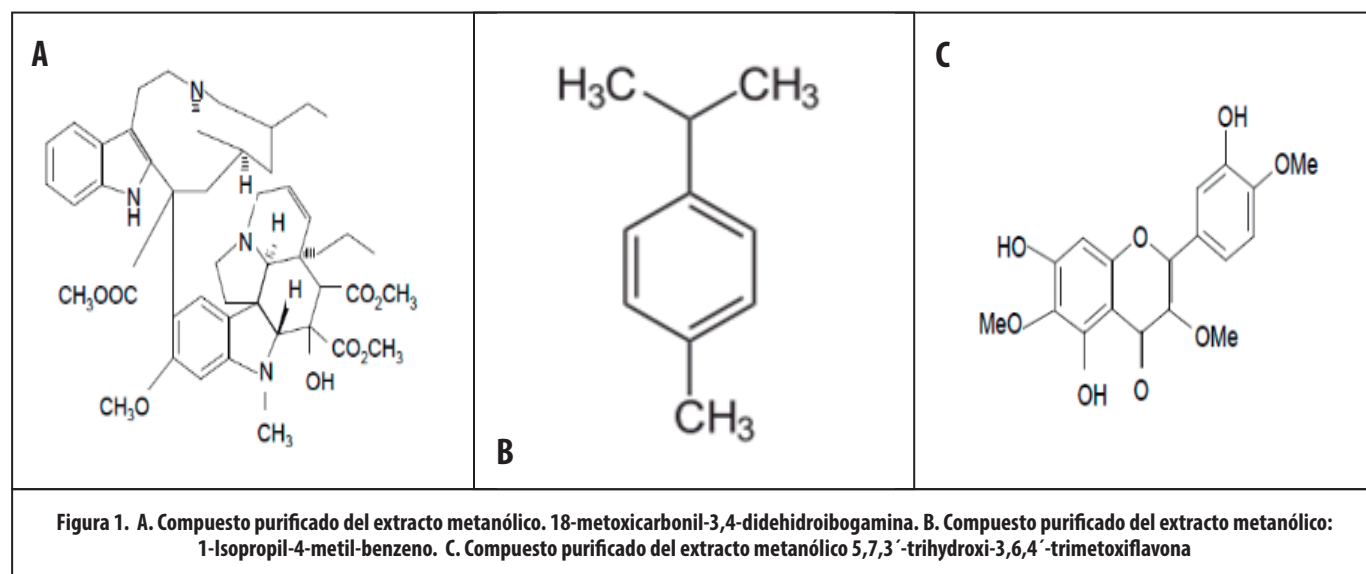 A
N
N
H
H
N
H
H
CH₃OOC
CO₂CH₃
CO₂CH₃
OH
N
CH₃O
CH₃
H₃C
CH₃
CH₃
B
C
OH
OMe
O
HO
MeO
OMe
OH
O
Figura 1. A. Compuesto purificado del extracto metanólico. 18-metoxicarbonil-3,4-didehidroibogamina. B. Compuesto purificado del extracto metanólico:
1-Isopropil-4-metil-benzeno. C. Compuesto purificado del extracto metanólico 5,7,3´-trihydroxi-3,6,4´-trimetoxiflavona